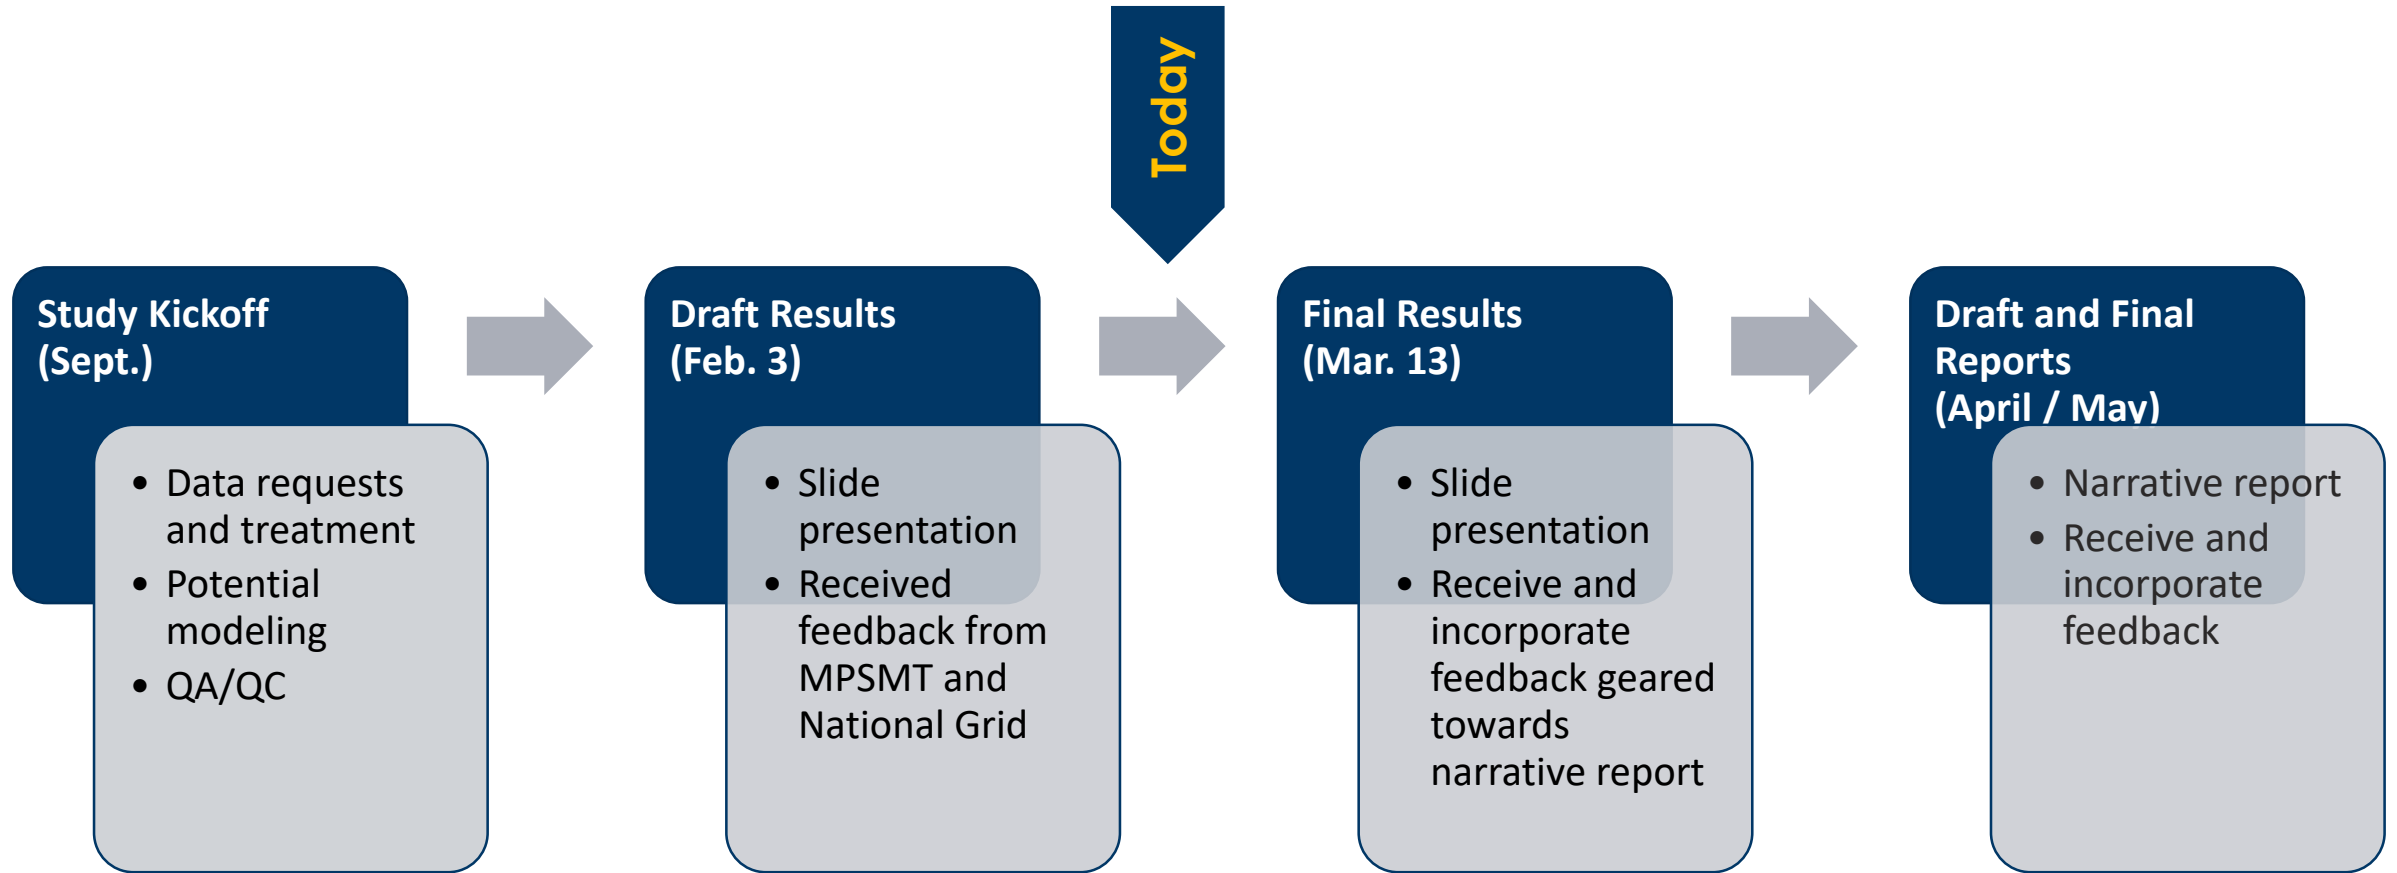 Today
Study Kickoff
(Sept.)
• Data requests
and treatment
• Potential
modeling
• QA/QC
Draft Results
(Feb. 3)
• Slide
presentation
• Received
feedback from
MPSMT and
National Grid
Final Results
(Mar. 13)
• Slide
presentation
• Receive and
incorporate
feedback geared
towards
narrative report
Draft and Final
Reports
(April / May)
• Narrative report
• Receive and
incorporate
feedback